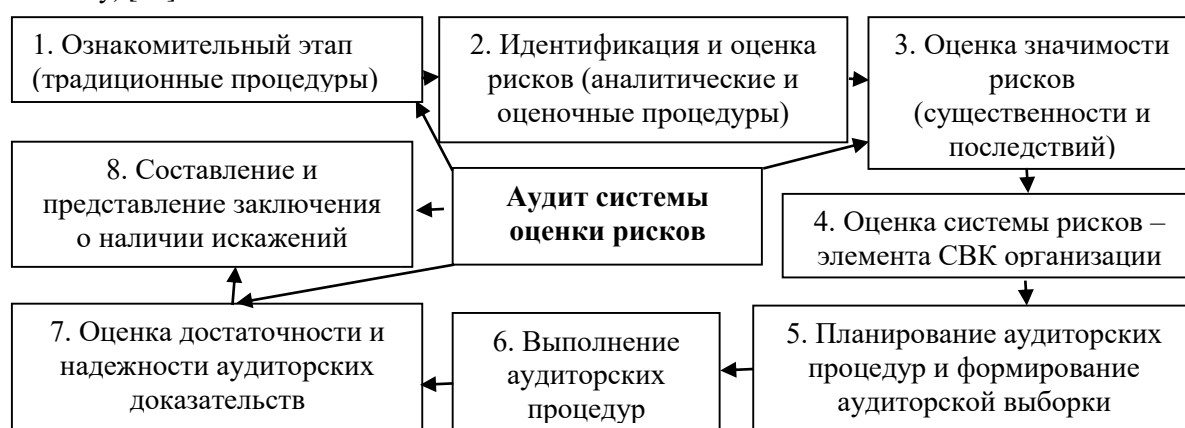 1. Ознакомительный этап
(традиционные процедуры)
2. Идентификация и оценка
рисков (аналитические и
оценочные процедуры)
3. Оценка значимости
рисков
(существенности и
последствий)
4. Оценка системы рисков –
элемента СВК организации
5. Планирование аудиторских
процедур и формирование
аудиторской выборки
6. Выполнение
аудиторских
процедур
7. Оценка достаточности и
надежности аудиторских
доказательств
8. Составление и
представление заключения
о наличии искажений
Аудит системы
оценки рисков